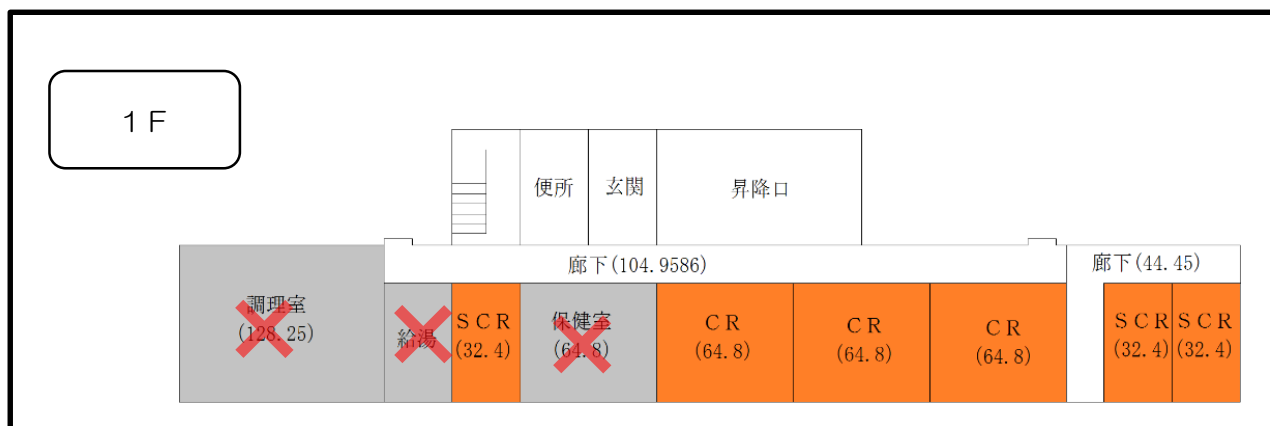 １Ｆ
便所
玄関
昇降口
廊下(104.9586)
廊下(44.45)
調理室
(128.25)
給湯
ＳＣＲ
(32.4)
保健室
(64.8)
ＣＲ
(64.8)
ＣＲ
(64.8)
ＣＲ
(64.8)
ＳＣＲ
(32.4)
ＳＣＲ
(32.4)